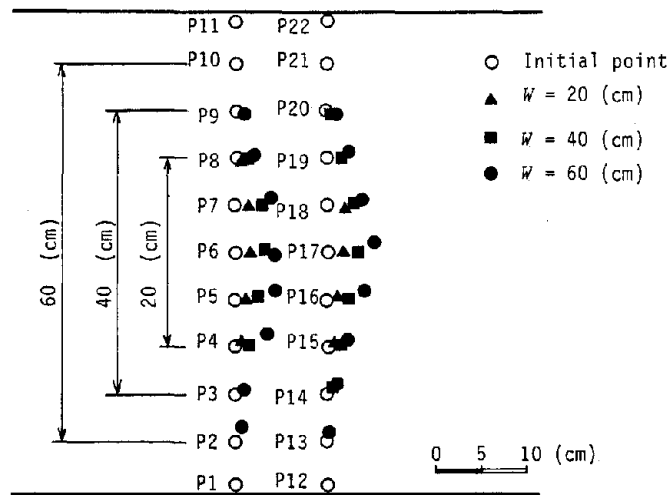 P11 P22
P10 P21
P9 P20
P8 P19
P7 P18
P6 P17
P5 P16
P4 P15
P3 P14
P2 P13
P1 P12
60 (cm)
40 (cm)
20 (cm)
Initial point
W = 20 (cm)
W = 40 (cm)
W = 60 (cm)
0 5 10 (cm)